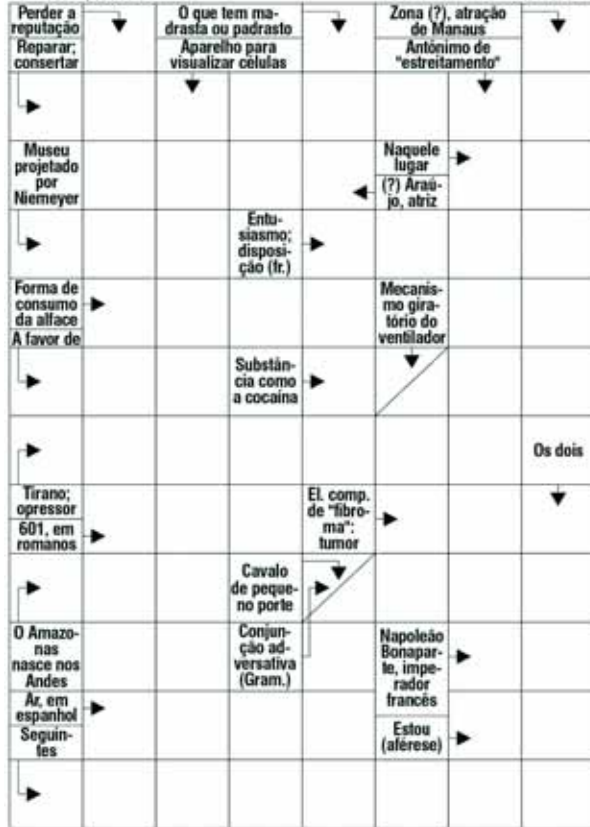 Perder a
reputação
Reparar;
consertar
O que tem ma-
drasta ou padrasto
Aparelho para
visualizar células
Zona (?), atração
de Manaus
Antônimo de
"estreitamento"
Museu
projetado
por
Niemeyer
Naquele
lugar
(?) Araú-
jo, atriz
Entu-
siasmo;
disposi-
ção (fr.)
Forma de
consumo
da alface
A favor de
Mecanis-
mo gira-
tório do
ventilador
Substân-
cia como
a cocaína
Os dois
Tirano;
opressor
601, em
romanos
El. comp.
de "fibro-
ma":
tumor
Cavalo
de peque-
no porte
O Amazo-
nas
nasce nos
Andes
Conjun-
ção ad-
versativa
(Gram.)
Napoleão
Bonapar-
te, impe-
rador
francês
Ar, em
espanhol
Seguin-
tes
Estou
(aférese)